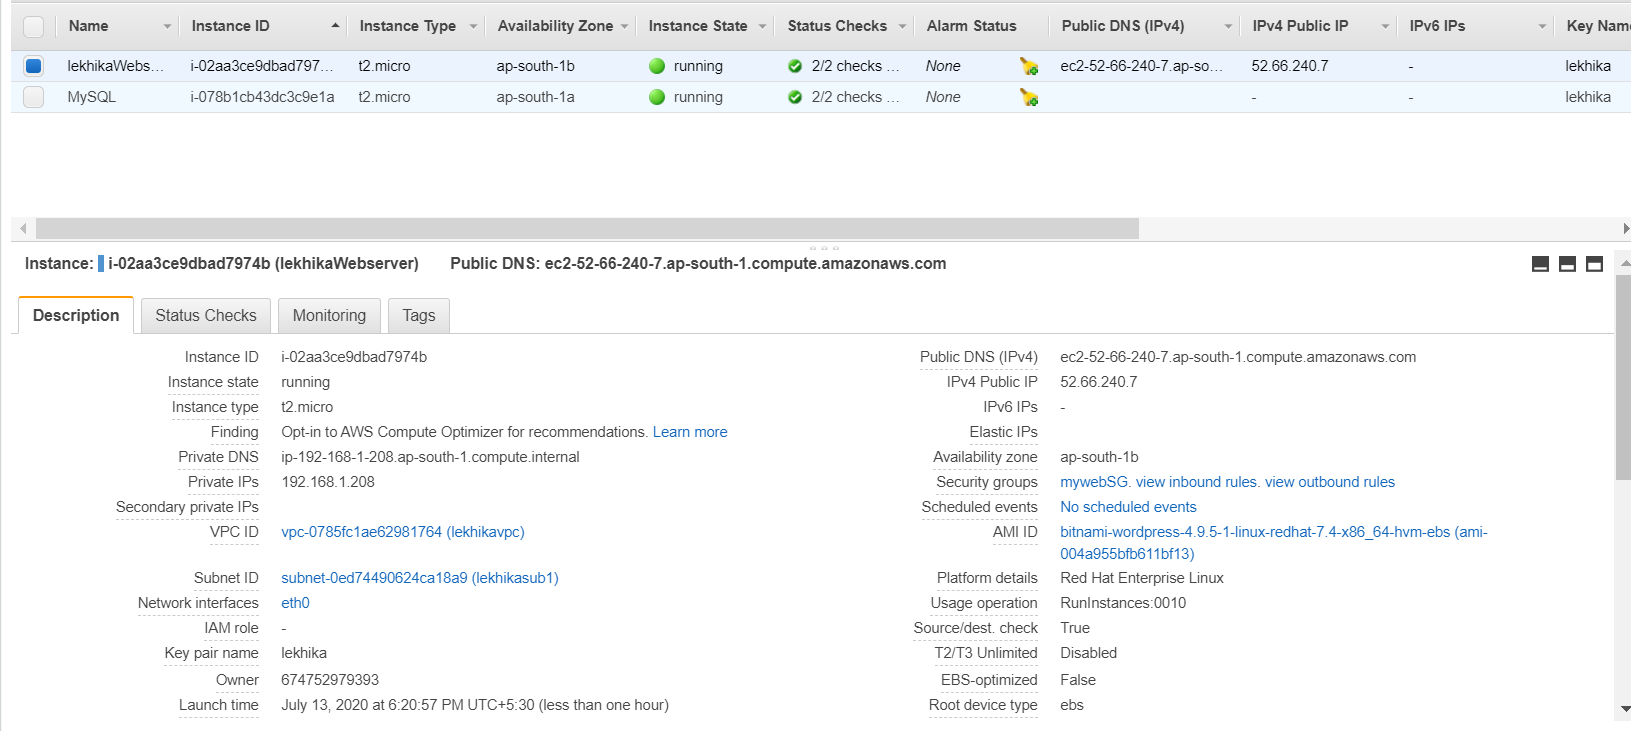 Name Instance ID Instance Type Availability Zone Instance State Status Checks Alarm Status Public DNS (IPv4) IPv4 Public IP IPv6 IPs Key Nam
lekhikaWebs... i-02aa3ce9dbad797... t2.micro ap-south-1b running 2/2 checks ... None ec2-52-66-240-7.ap-so... 52.66.240.7 - lekhika
MySQL i-078b1cb43dc3c9e1a t2.micro ap-south-1a running 2/2 checks ... None - - lekhika
Instance: i-02aa3ce9dbad7974b (lekhikaWebserver) Public DNS: ec2-52-66-240-7.ap-south-1.compute.amazonaws.com
Description Status Checks Monitoring Tags
Instance ID i-02aa3ce9dbad7974b
Instance state running
Instance type t2.micro
Finding Opt-in to AWS Compute Optimizer for recommendations. Learn more
Private DNS ip-192-168-1-208.ap-south-1.compute.internal
Private IPs 192.168.1.208
Secondary private IPs
VPC ID vpc-0785fc1ae62981764 (lekhikavpc)
Subnet ID subnet-0ed74490624ca18a9 (lekhikasub1)
Network interfaces eth0
IAM role -
Key pair name lekhika
Owner 674752979393
Launch time July 13, 2020 at 6:20:57 PM UTC+5:30 (less than one hour)
Public DNS (IPv4) ec2-52-66-240-7.ap-south-1.compute.amazonaws.com
IPv4 Public IP 52.66.240.7
IPv6 IPs -
Elastic IPs
Availability zone ap-south-1b
Security groups mywebSG. view inbound rules. view outbound rules
Scheduled events No scheduled events
AMI ID bitnami-wordpress-4.9.5-1-linux-redhat-7.4-x86_64-hvm-ebs (ami-
004a955bfb611bf13)
Platform details Red Hat Enterprise Linux
Usage operation RunInstances:0010
Source/dest. check True
T2/T3 Unlimited Disabled
EBS-optimized False
Root device type ebs